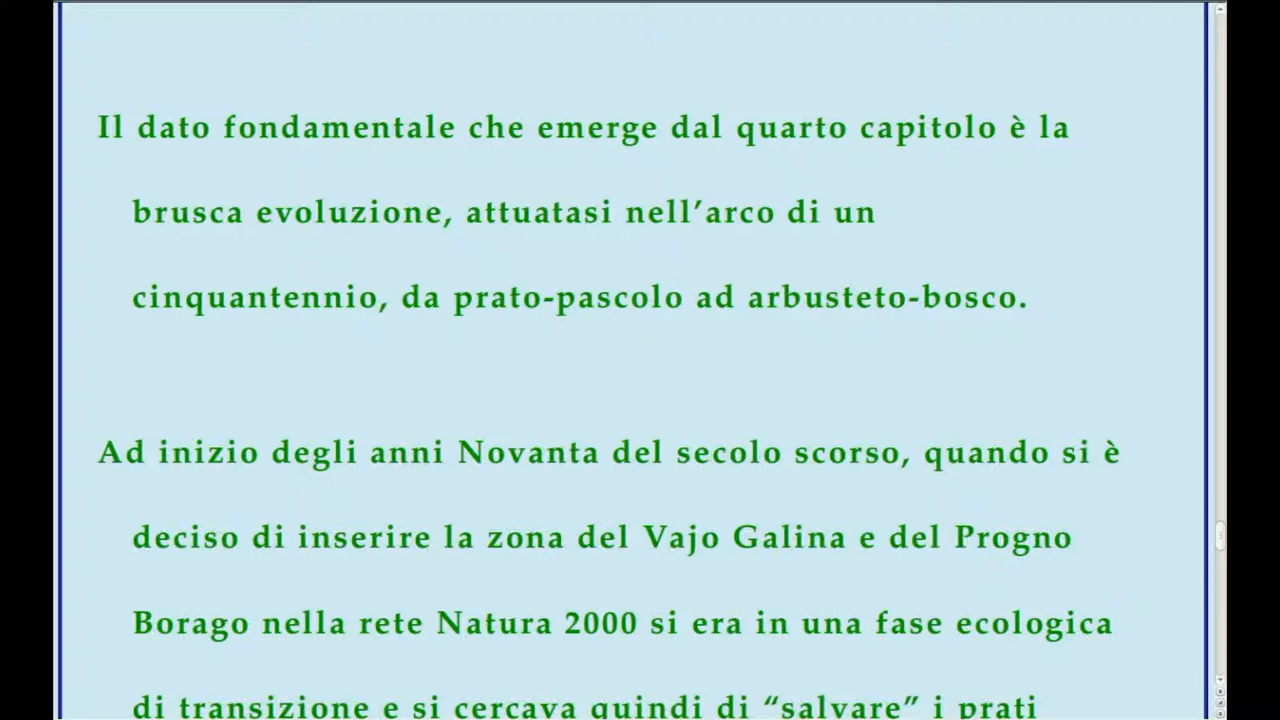 Il dato fondamentale che emerge dal quarto capitolo è la
brusca evoluzione, attuatasi nell’arco di un
cinquantennio, da prato-pascolo ad arbusteto-bosco.
Ad inizio degli anni Novanta del secolo scorso, quando si è
deciso di inserire la zona del Vajo Galina e del Progno
Borago nella rete Natura 2000 si era in una fase ecologica
di transizione e si cercava quindi di “salvare” i prati